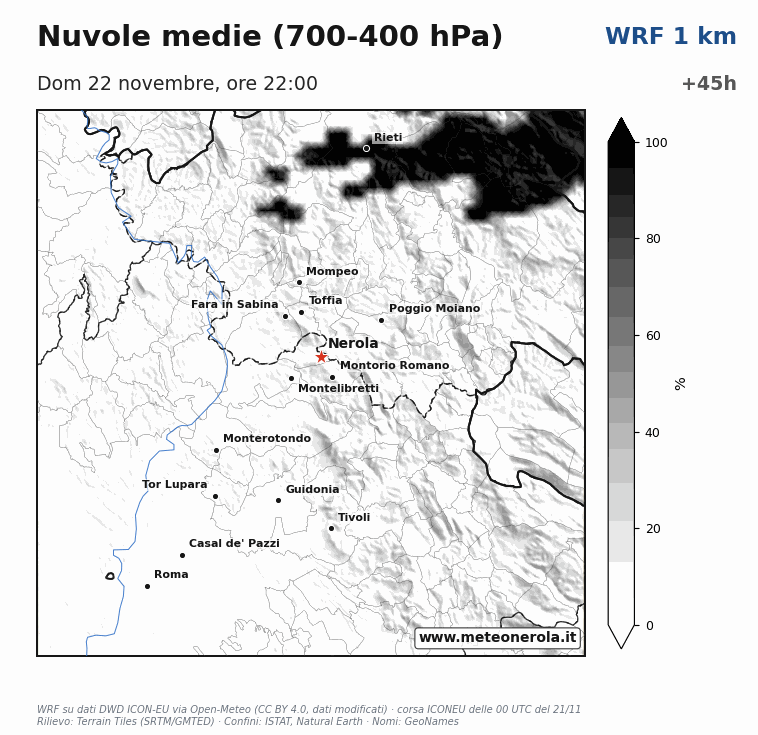 Nuvole medie (700-400 hPa)
WRF 1 km
Dom 22 novembre, ore 22:00
+45h
Rieti
Mompeo
Fara in Sabina
Toffia
Poggio Moiano
Nerola
Montorio Romano
Montelibretti
Monterotondo
Tor Lupara
Guidonia
Tivoli
Casal de' Pazzi
Roma
www.meteonerola.it
100
80
60
%
40
20
0
WRF su dati DWD ICON-EU via Open-Meteo (CC BY 4.0, dati modificati) · corsa ICONEU delle 00 UTC del 21/11
Rilievo: Terrain Tiles (SRTM/GMTED) · Confini: ISTAT, Natural Earth · Nomi: GeoNames